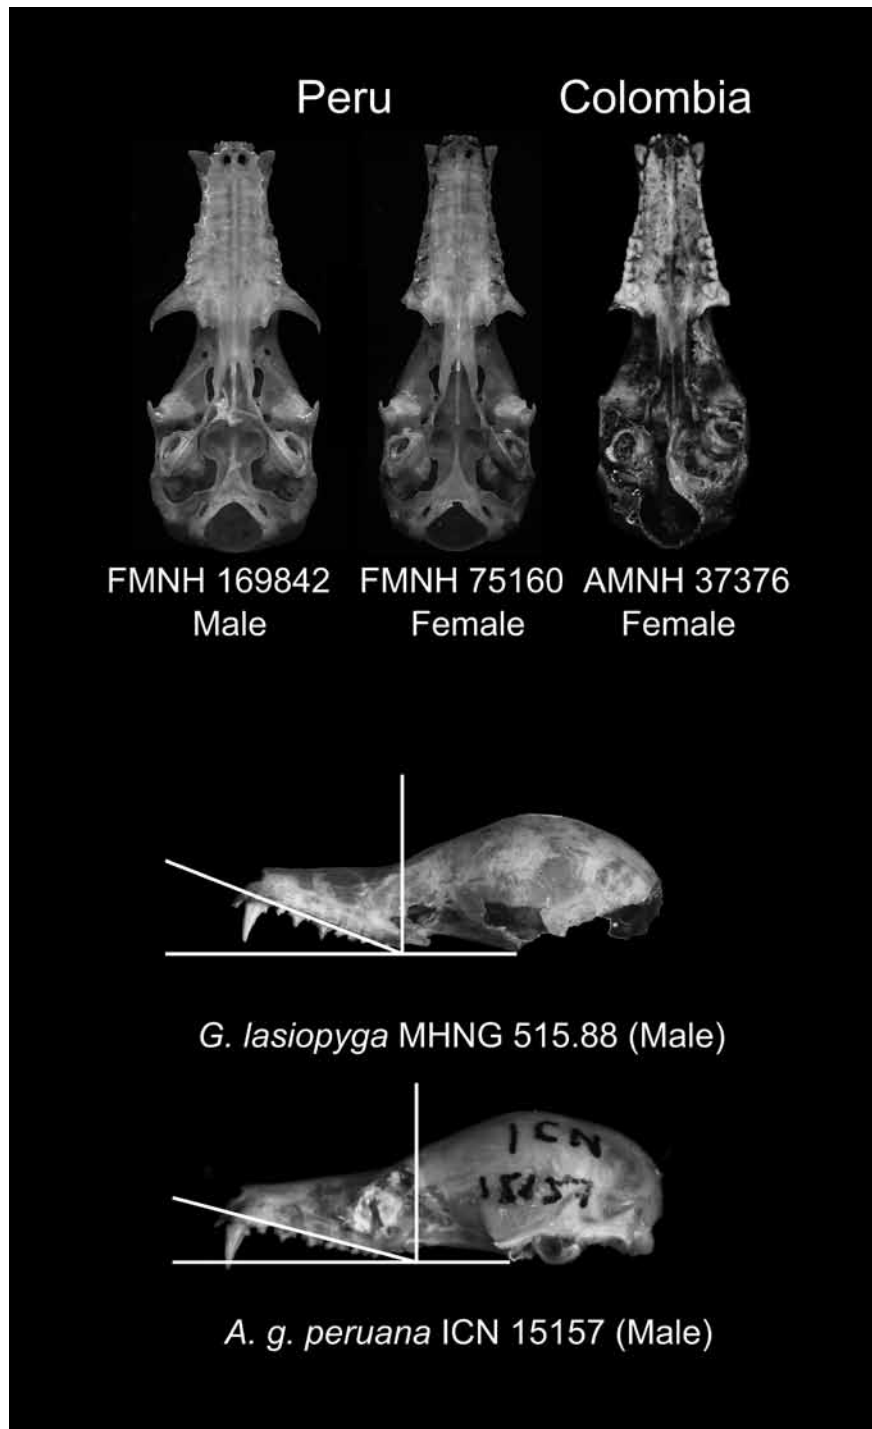 Peru
Colombia
FMNH 169842
Male
FMNH 75160
Female
AMNH 37376
Female
G. lasiopyga MHNG 515.88 (Male)
ICN
15157
A. g. peruana ICN 15157 (Male)